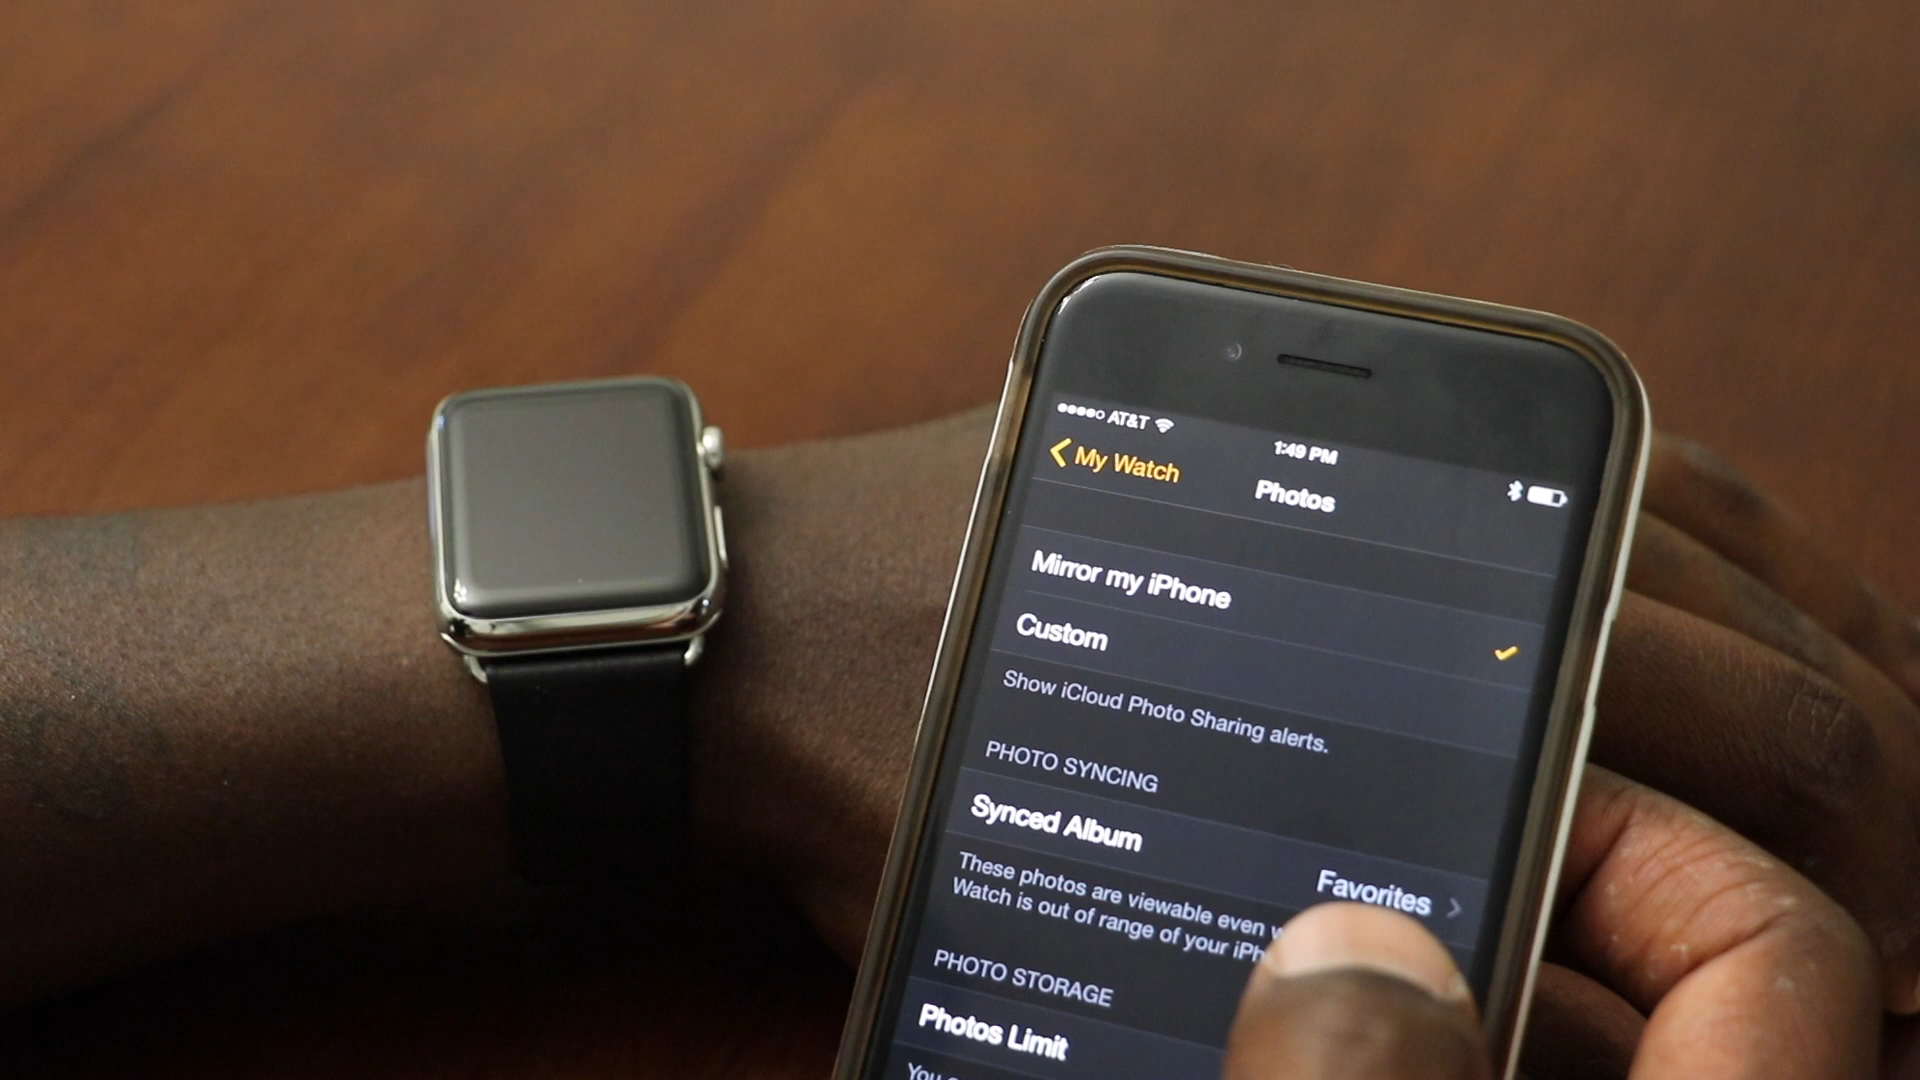 AT&T
1:49 PM
My Watch
Photos
Mirror my iPhone
Custom
Show iCloud Photo Sharing alerts.
PHOTO SYNCING
Synced Album
Favorites
These photos are viewable even
Watch is out of range of your
PHOTO STORAGE
Photos Limit
You